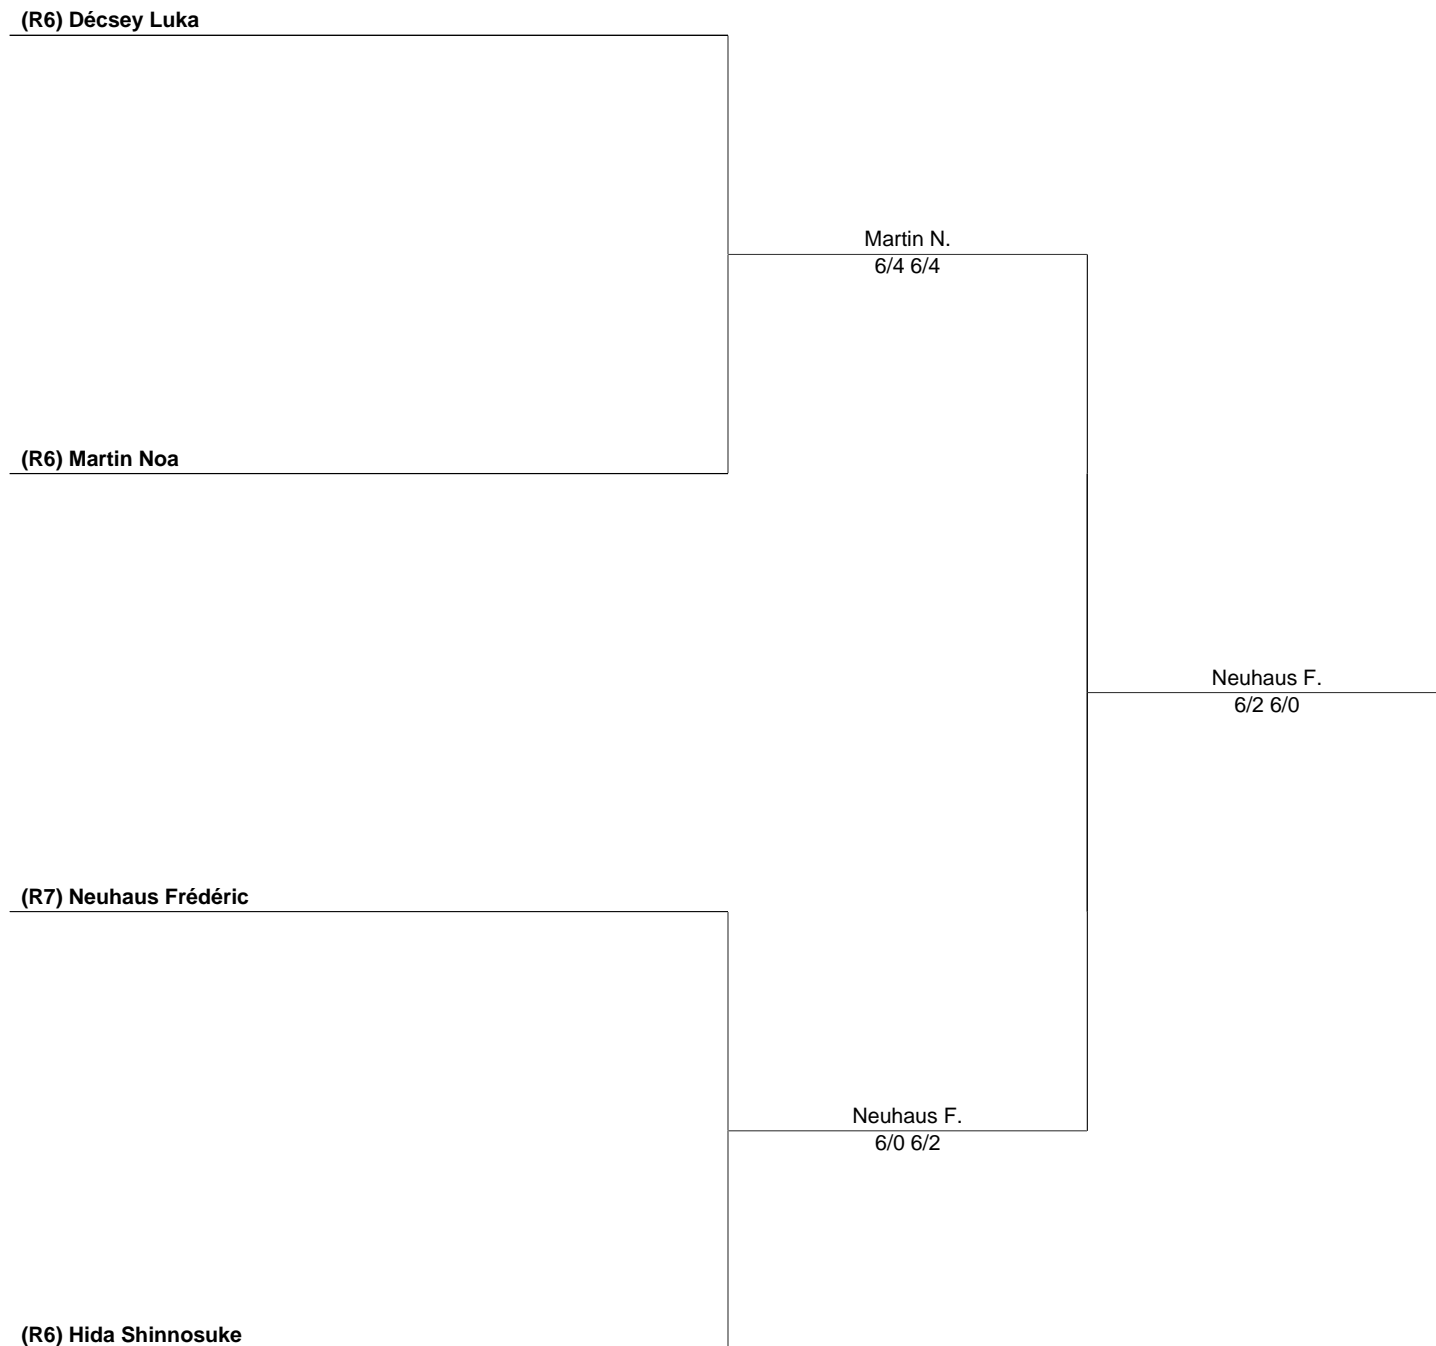 (R6) Décsey Luka
Martin N.
6/4 6/4
(R6) Martin Noa
Neuhaus F.
6/2 6/0
(R7) Neuhaus Frédéric
Neuhaus F.
6/0 6/2
(R6) Hida Shinnosuke